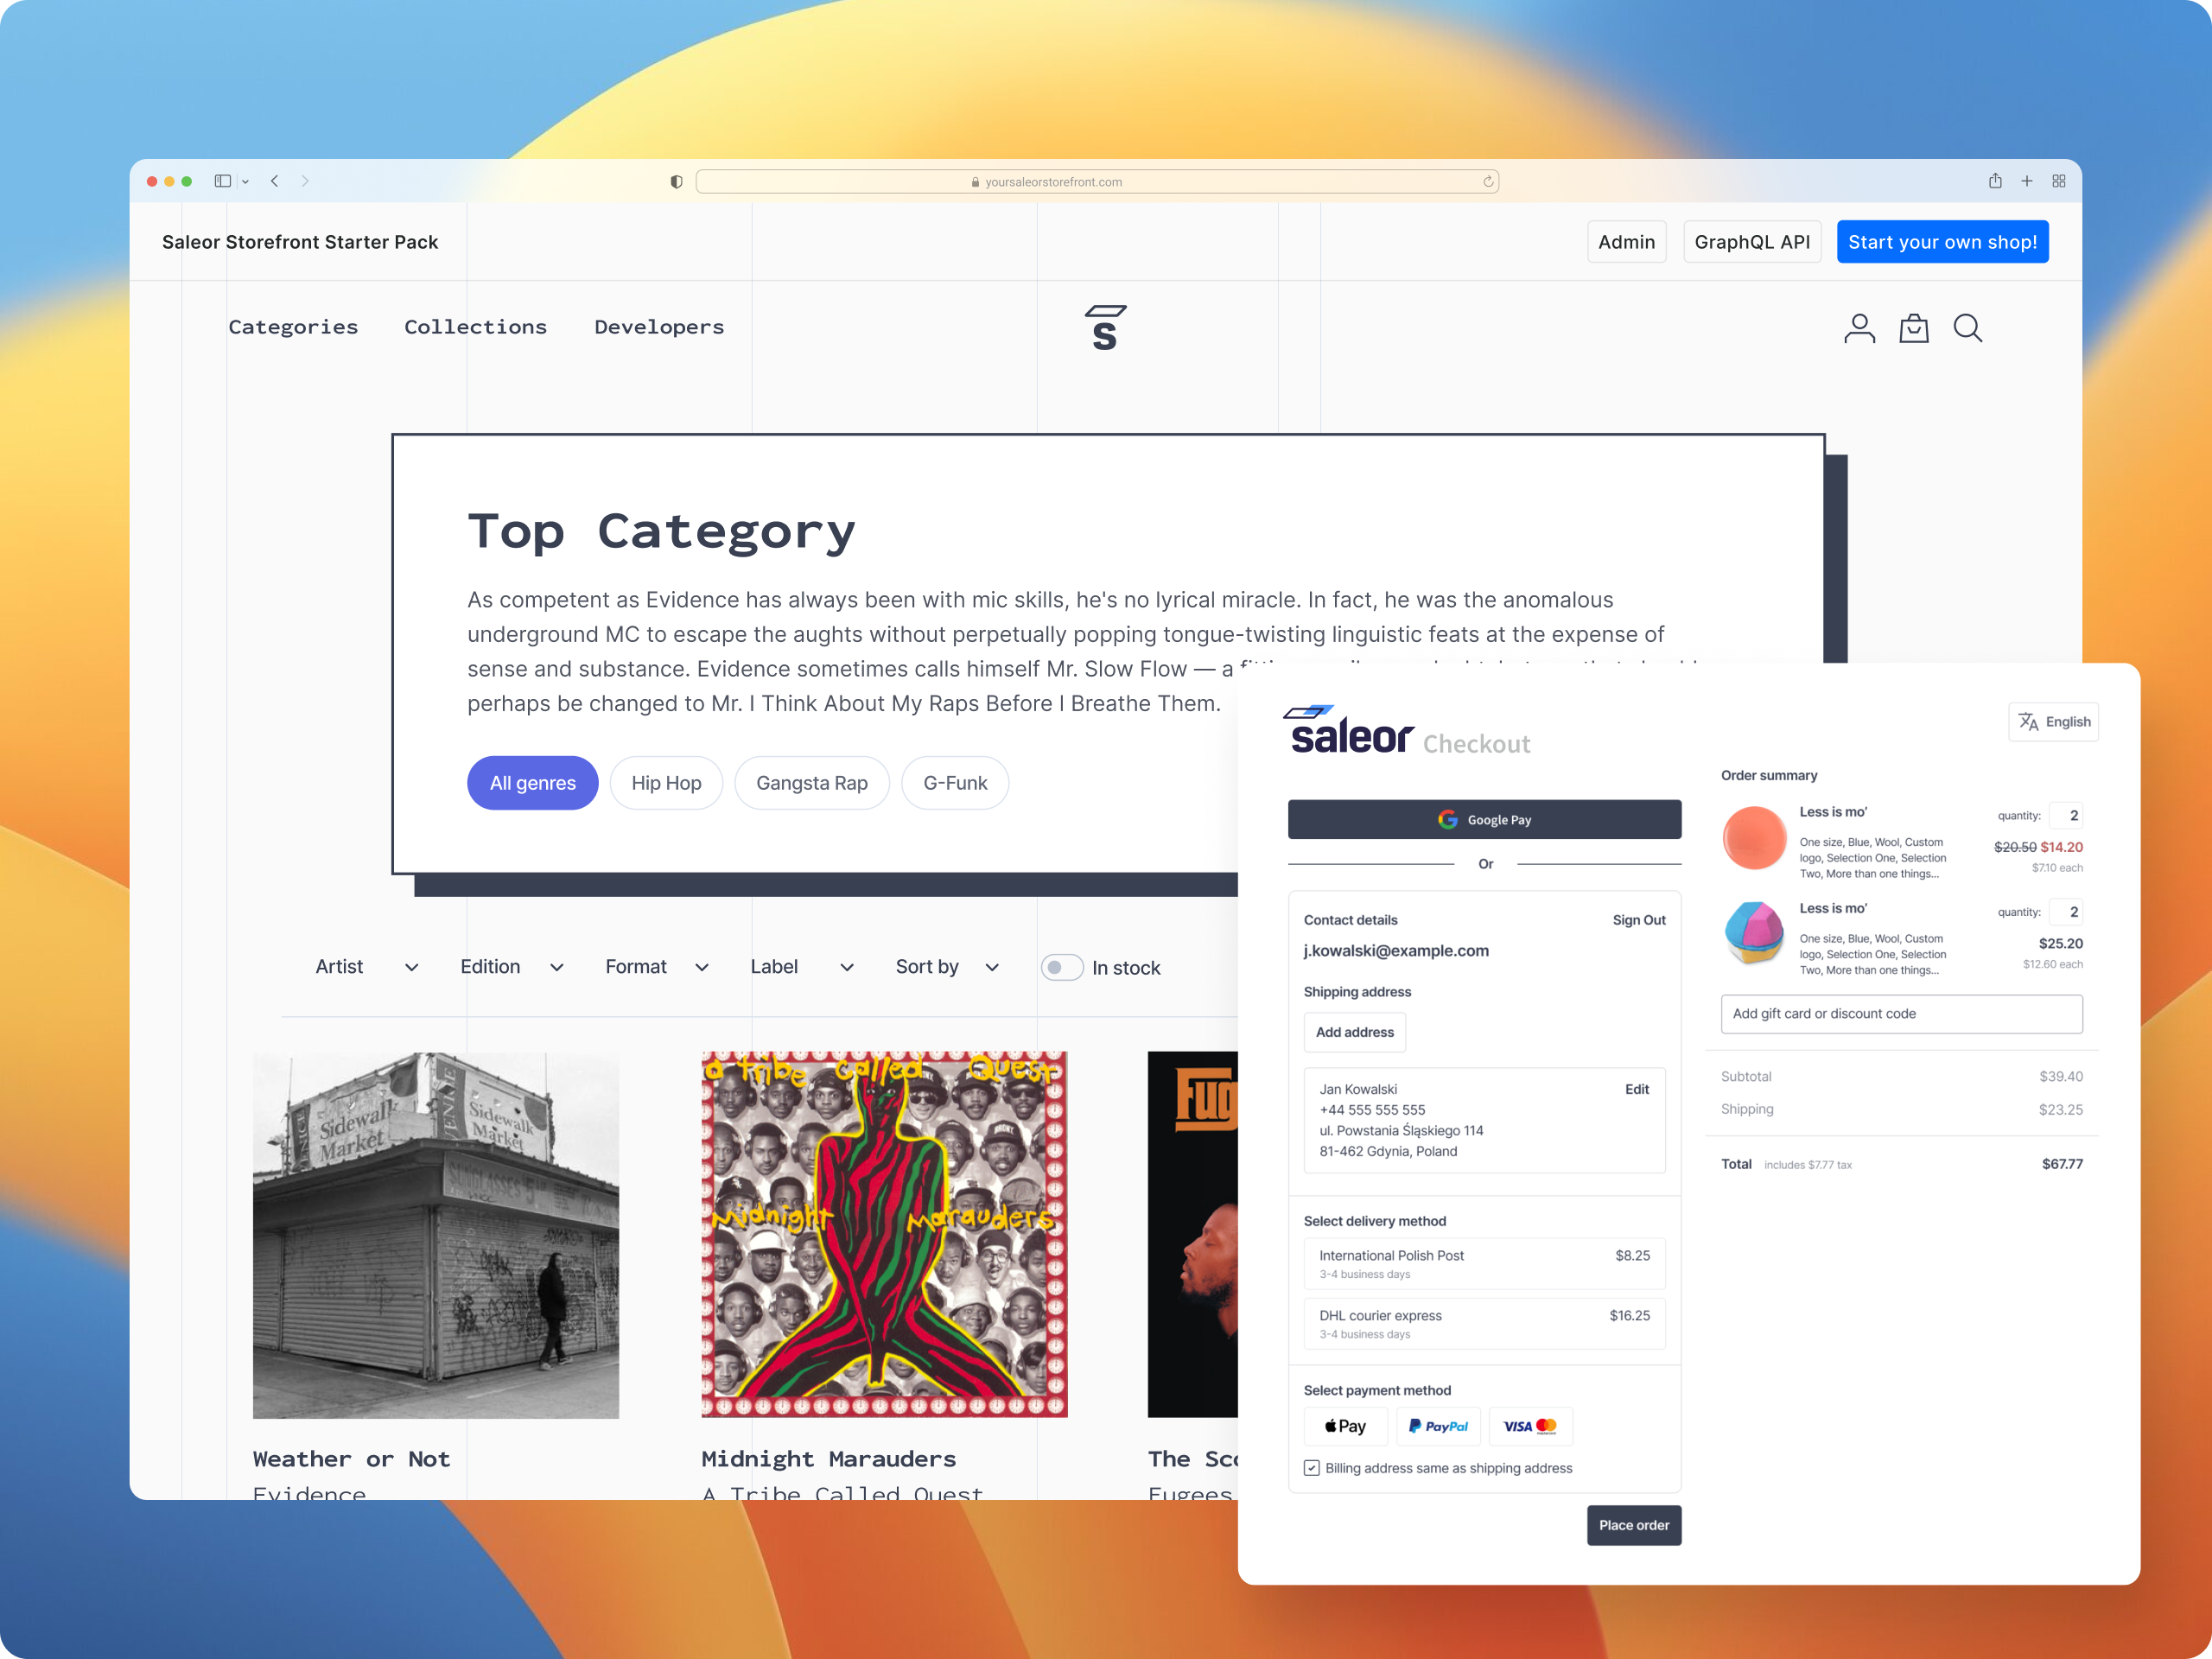 yoursaleorstorefront.com
Saleor Storefront Starter Pack
Admin
GraphQL API
Start your own shop!
Categories
Collections
Developers
s
Top Category
As competent as Evidence has always been with mic skills, he's no lyrical miracle. In fact, he was the anomalous
underground MC to escape the aughts without perpetually popping tongue-twisting linguistic feats at the expense of
sense and substance. Evidence sometimes calls himself Mr. Slow Flow — a
perhaps be changed to Mr. I Think About My Raps Before I Breathe Them.
All genres
Hip Hop
Gangsta Rap
G-Funk
Artist
Edition
Format
Label
Sort by
In stock
Sidewalk
Market
Sidewalk
Market
a tribe called Quest
Midnight Marauders
Fug
Weather or Not
Evidence
Midnight Marauders
A Tribe Called Quest
The Sco
Fugees
saleor Checkout
English
Google Pay
Or
Contact details
Sign Out
j.kowalski@example.com
Shipping address
Add address
Jan Kowalski
Edit
+44 555 555 555
ul. Powstania Śląskiego 114
81-462 Gdynia, Poland
Select delivery method
International Polish Post
$8.25
3-4 business days
DHL courier express
$16.25
3-4 business days
Select payment method
Pay
PayPal
VISA
Billing address same as shipping address
Place order
Order summary
Less is mo'
quantity: 2
One size, Blue, Wool, Custom
logo, Selection One, Selection
Two, More than one things...
$20.50 $14.20
$7.10 each
Less is mo'
quantity: 2
One size, Blue, Wool, Custom
logo, Selection One, Selection
Two, More than one things...
$25.20
$12.60 each
Add gift card or discount code
Subtotal
$39.40
Shipping
$23.25
Total includes $7.77 tax
$67.77